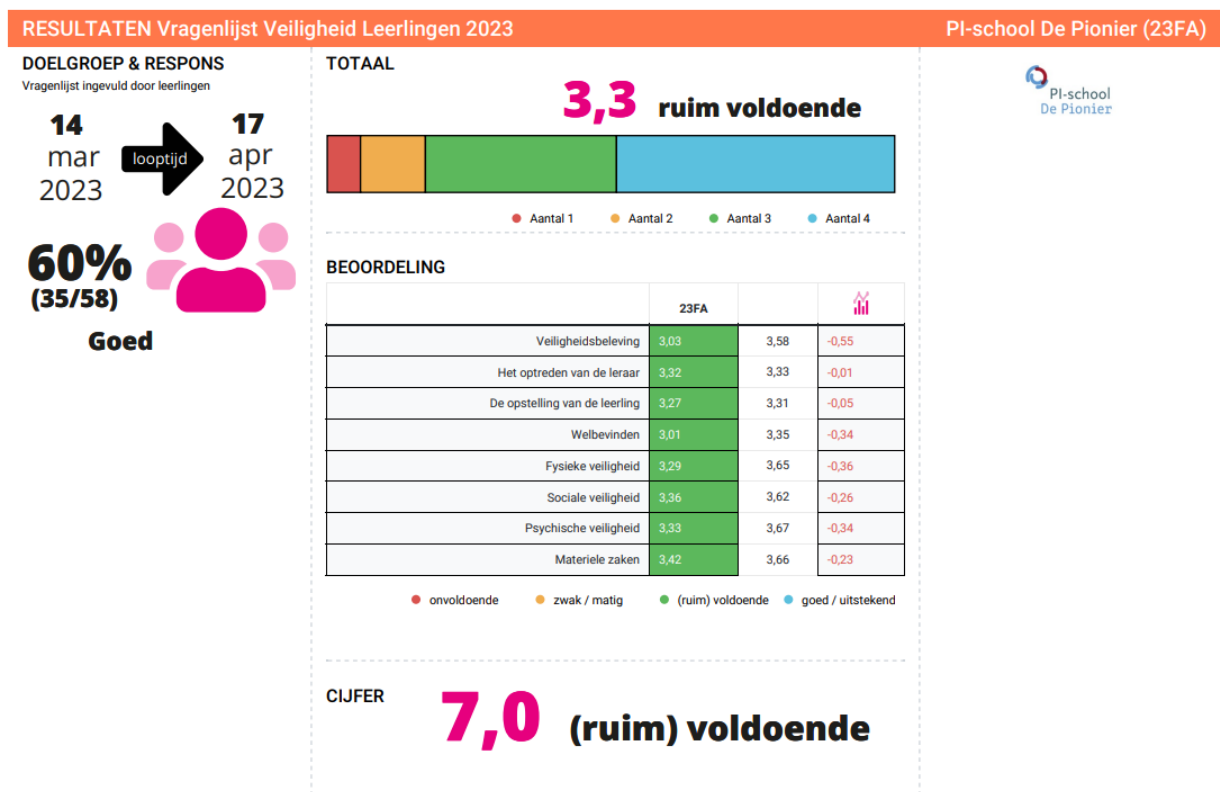 RESULTATEN Vragenlijst Veiligheid Leerlingen 2023
PI-school De Pionier (23FA)
DOELGROEP & RESPONS
Vragenlijst ingevuld door leerlingen
14
mar
2023
looptijd
17
apr
2023
60%
(35/58)
Goed
TOTAAL
3,3 ruim voldoende
Aantal 1 Aantal 2 Aantal 3 Aantal 4
BEOORDELING
23FA
Veiligheidsbeleving 3,03 3,58 -0,55
Het optreden van de leraar 3,32 3,33 -0,01
De opstelling van de leerling 3,27 3,31 -0,05
Welbevinden 3,01 3,35 -0,34
Fysieke veiligheid 3,29 3,65 -0,36
Sociale veiligheid 3,36 3,62 -0,26
Psychische veiligheid 3,33 3,67 -0,34
Materiele zaken 3,42 3,66 -0,23
onvoldoende zwak / matig (ruim) voldoende goed / uitstekend
CIJFER
7,0 (ruim) voldoende
PI-school
De Pionier